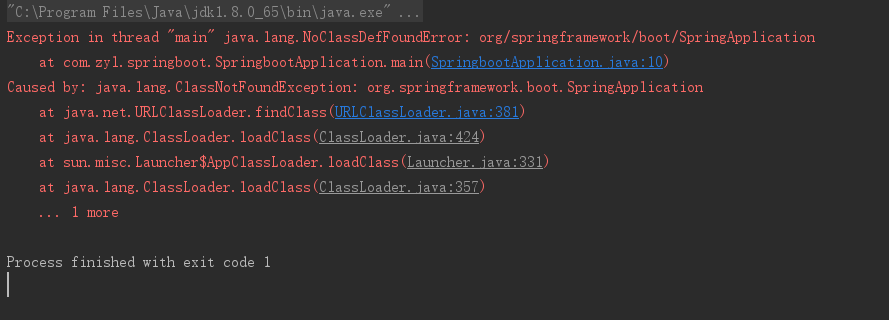 "C:\Program Files\Java\jdk1.8.0_65\bin\java.exe" ...
Exception in thread "main" java.lang.NoClassDefFoundError: org/springframework/boot/SpringApplication
at com.zyl.springboot.SpringbootApplication.main(SpringbootApplication.java:10)
Caused by: java.lang.ClassNotFoundException: org.springframework.boot.SpringApplication
at java.net.URLClassLoader.findClass(URLClassLoader.java:381)
at java.lang.ClassLoader.loadClass(ClassLoader.java:424)
at sun.misc.Launcher$AppClassLoader.loadClass(Launcher.java:331)
at java.lang.ClassLoader.loadClass(ClassLoader.java:357)
... 1 more
Process finished with exit code 1